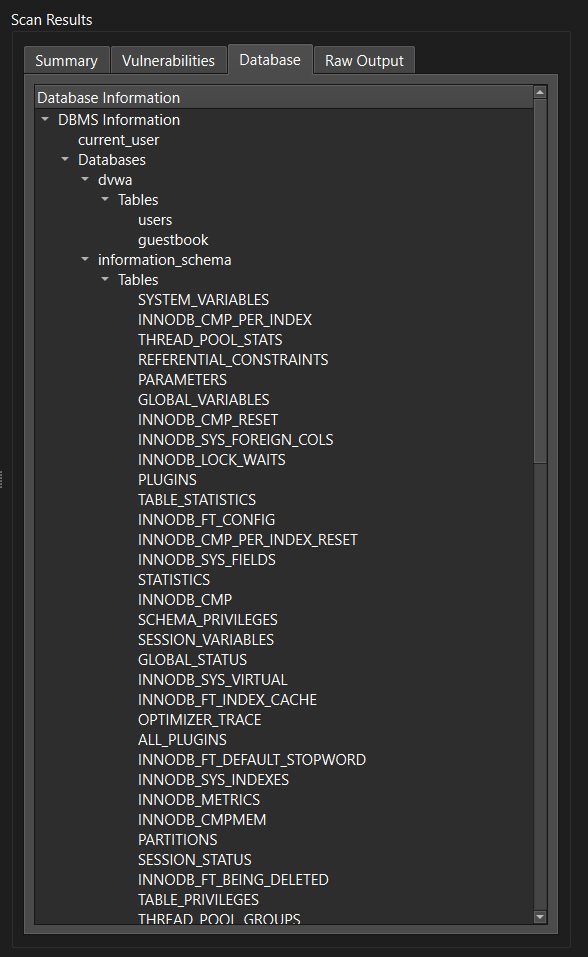 Scan Results
Summary Vulnerabilities Database Raw Output
Database Information
DBMS Information
current_user
Databases
dvwa
Tables
users
guestbook
information_schema
Tables
SYSTEM_VARIABLES
INNODB_CMP_PER_INDEX
THREAD_POOL_STATS
REFERENTIAL_CONSTRAINTS
PARAMETERS
GLOBAL_VARIABLES
INNODB_CMP_RESET
INNODB_SYS_FOREIGN_COLS
INNODB_LOCK_WAITS
PLUGINS
TABLE_STATISTICS
INNODB_FT_CONFIG
INNODB_CMP_PER_INDEX_RESET
INNODB_SYS_FIELDS
STATISTICS
INNODB_CMP
SCHEMA_PRIVILEGES
SESSION_VARIABLES
GLOBAL_STATUS
INNODB_SYS_VIRTUAL
INNODB_FT_INDEX_CACHE
OPTIMIZER_TRACE
ALL_PLUGINS
INNODB_FT_DEFAULT_STOPWORD
INNODB_SYS_INDEXES
INNODB_METRICS
INNODB_CMPMEM
PARTITIONS
SESSION_STATUS
INNODB_FT_BEING_DELETED
TABLE_PRIVILEGES
THREAD_POOL_GROUPS